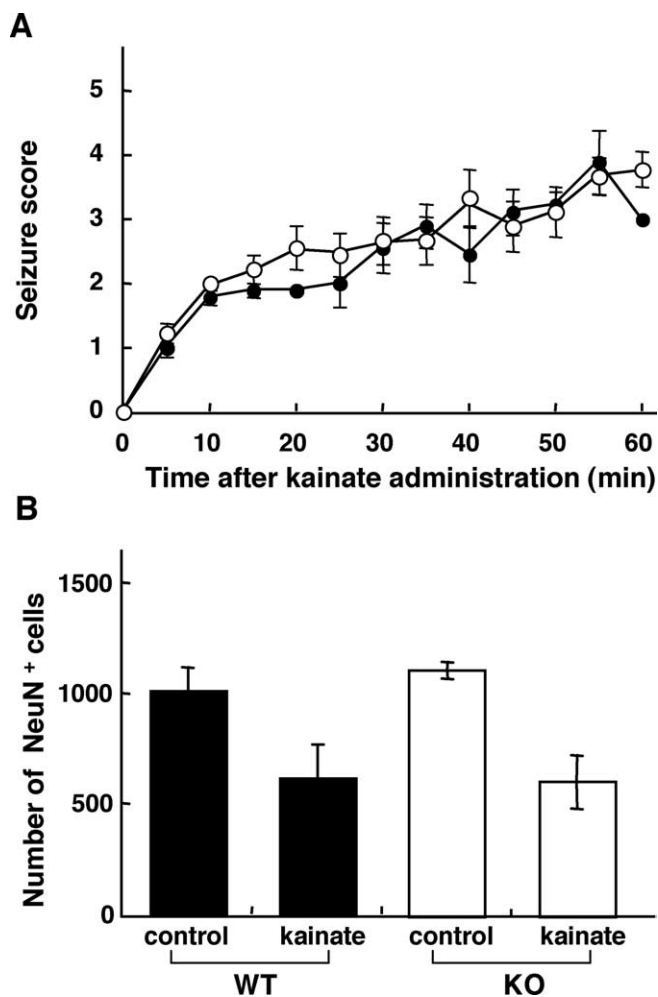 A
5
4
3
2
1
0
Seizure score
0 10 20 30 40 50 60
Time after kainate administration (min)
B
1500
1000
500
0
Number of NeuN + cells
control kainate control kainate
WT KO